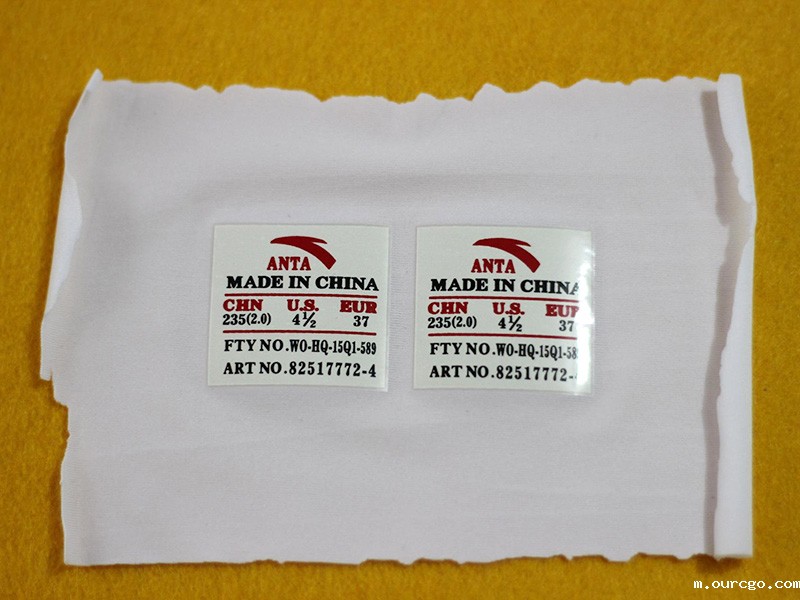 ANTA
MADE IN CHINA
CHN U.S. EUR
235(2.0) 4½ 37
FTY NO.WO-HQ-15Q1-589
ART NO.82517772-4
ANTA
MADE IN CHINA
CHN U.S. EUR
235(2.0) 4½ 37
FTY NO.WO-HQ-15Q1-58
ART NO.82517772-
m.ourcgo.com